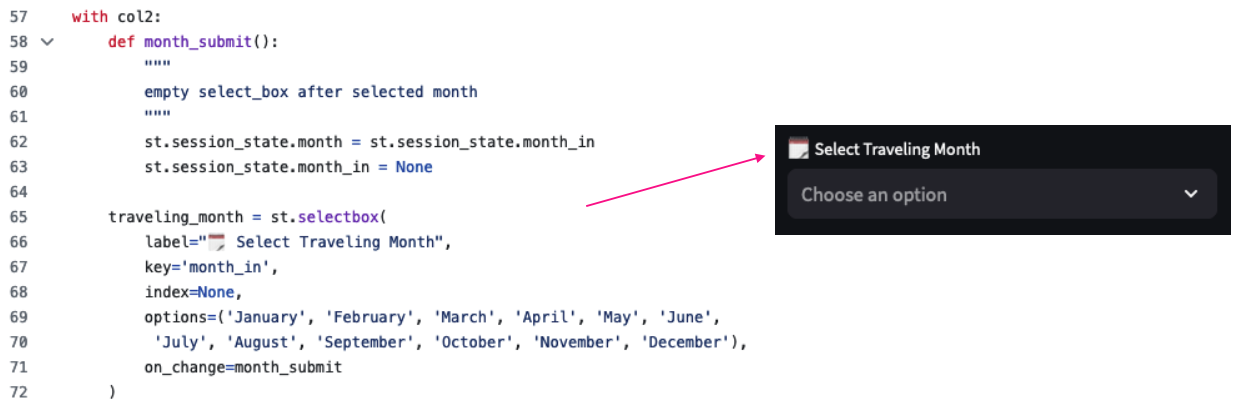 57 with col2:
58 def month_submit():
59 """
60 empty select_box after selected month
61 """
62 st.session_state.month = st.session_state.month_in
63 st.session_state.month_in = None
64
65 traveling_month = st.selectbox(
66 label="🗓️ Select Traveling Month",
67 key='month_in',
68 index=None,
69 options=('January', 'February', 'March', 'April', 'May', 'June',
70 'July', 'August', 'September', 'October', 'November', 'December'),
71 on_change=month_submit
72 )
🗓️ Select Traveling Month
Choose an option